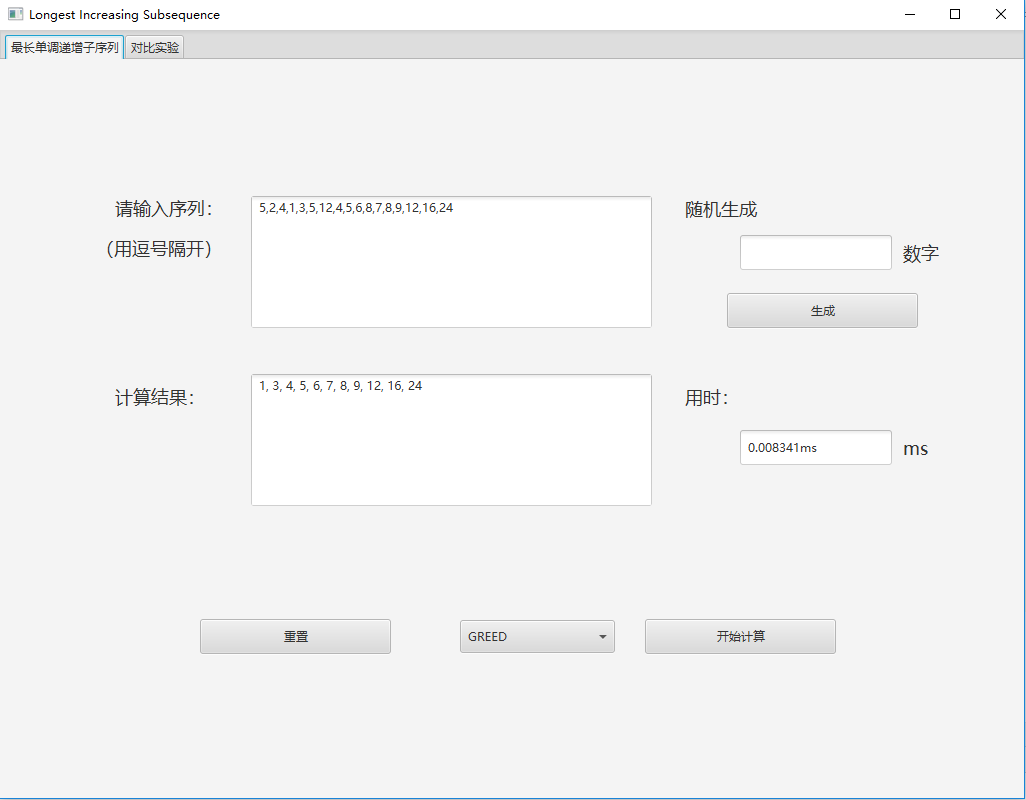 Longest Increasing Subsequence
最长单调递增子序列 对比实验
请输入序列： 5,2,4,1,3,5,12,4,5,6,8,7,8,9,12,16,24 随机生成
（用逗号隔开） 数字
生成
计算结果： 1, 3, 4, 5, 6, 7, 8, 9, 12, 16, 24 用时：
0.008341ms ms
重置 GREED 开始计算